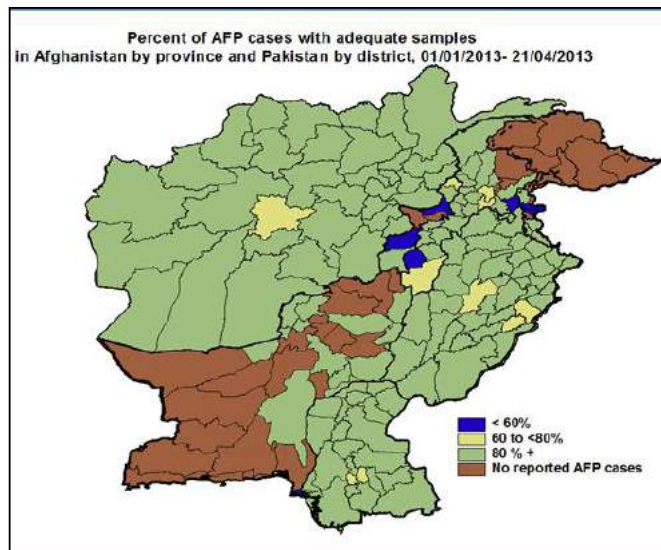 Percent of AFP cases with adequate samples
in Afghanistan by province and Pakistan by district, 01/01/2013- 21/04/2013
< 60%
60 to <80%
80 % +
No reported AFP cases